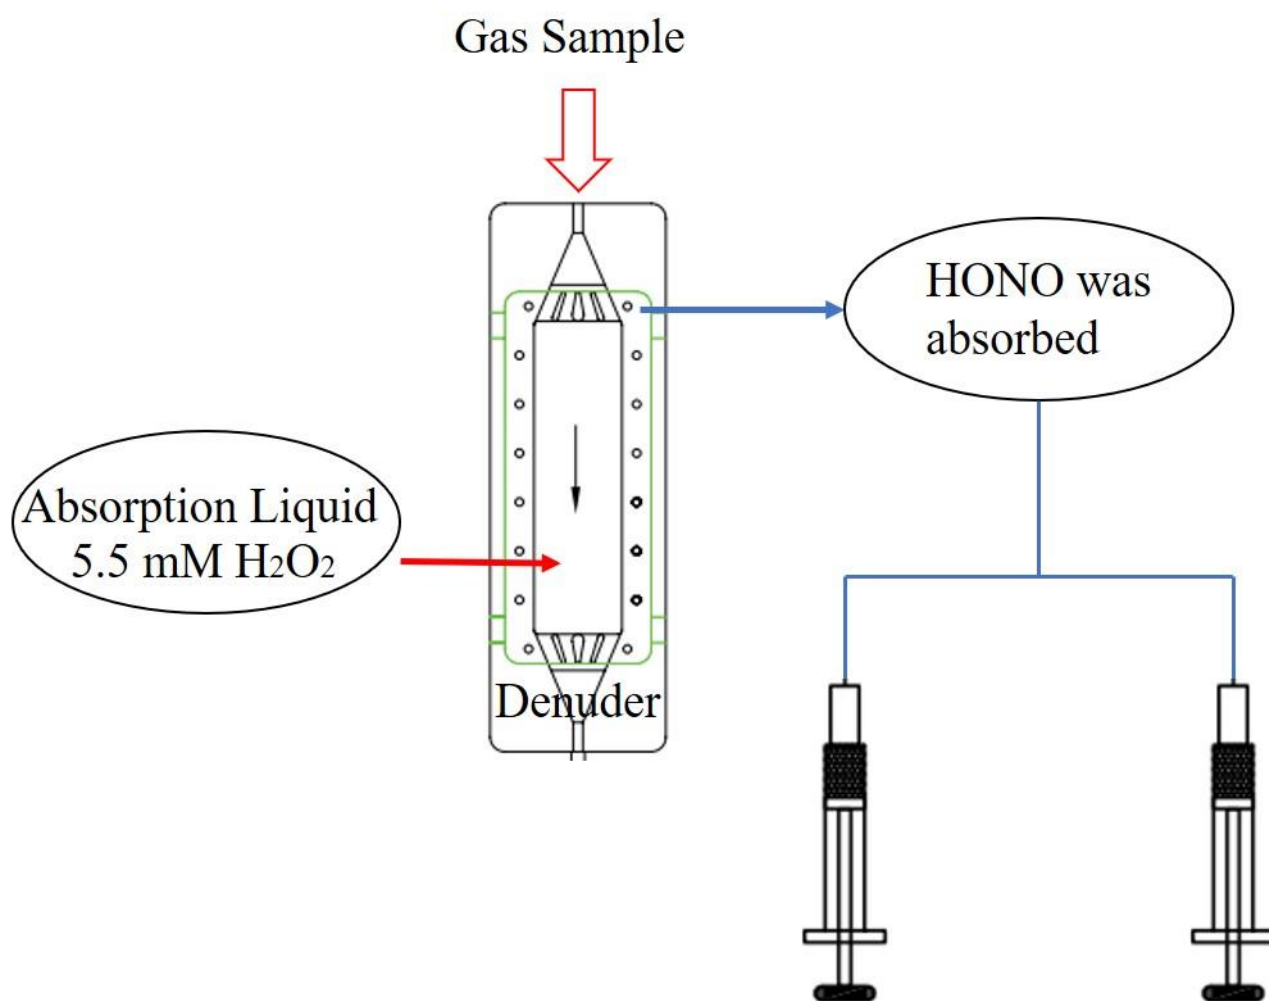 Gas Sample
HONO was
absorbed
Absorption Liquid
5.5 mM H₂O₂
Denuder